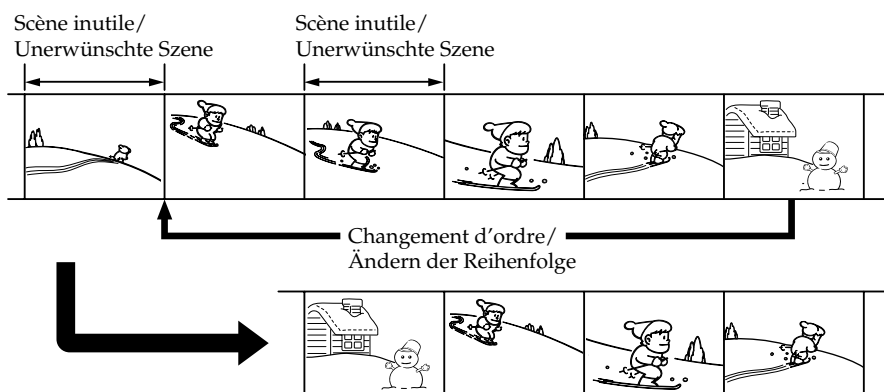 Scène inutile/
Unerwünschte Szene
Scène inutile/
Unerwünschte Szene
Changement d'ordre/
Ändern der Reihenfolge